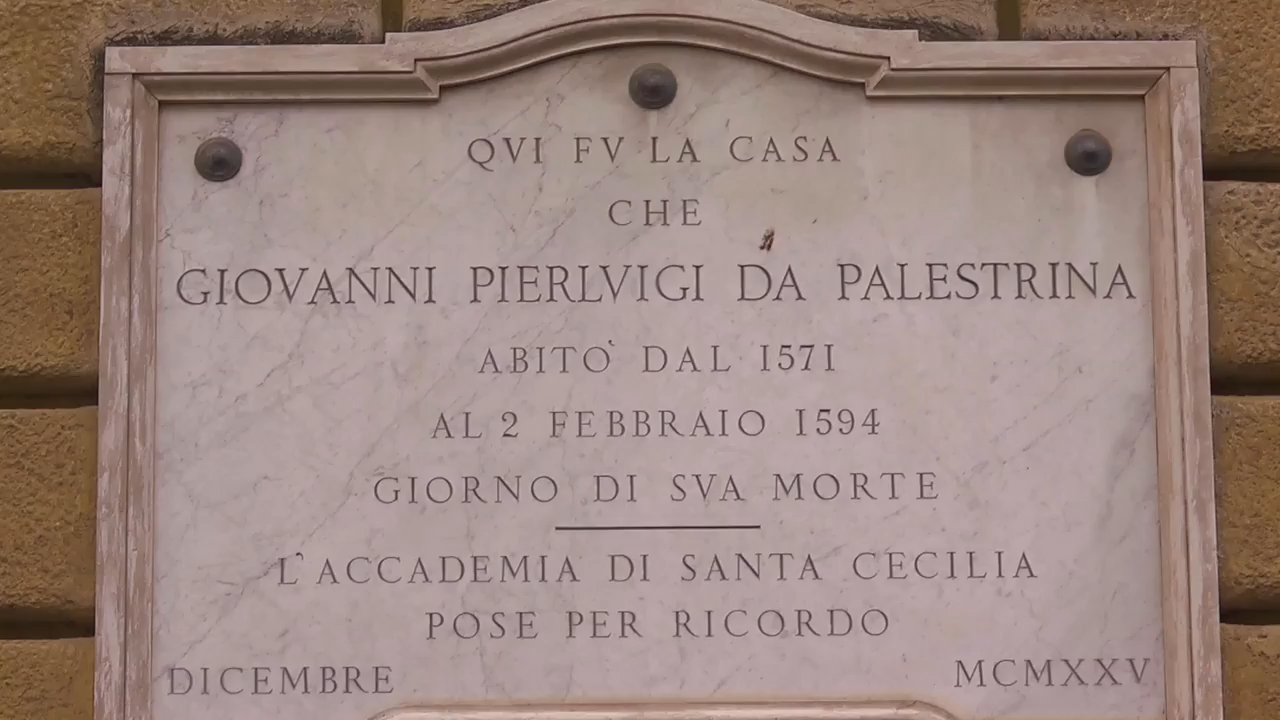 QVI FV LA CASA
CHE
GIOVANNI PIERLVIGI DA PALESTRINA
ABITO` DAL 1571
AL 2 FEBBRAIO 1594
GIORNO DI SVA MORTE
L'ACCADEMIA DI SANTA CECILIA
POSE PER RICORDO
DICEMBRE MCMXXV